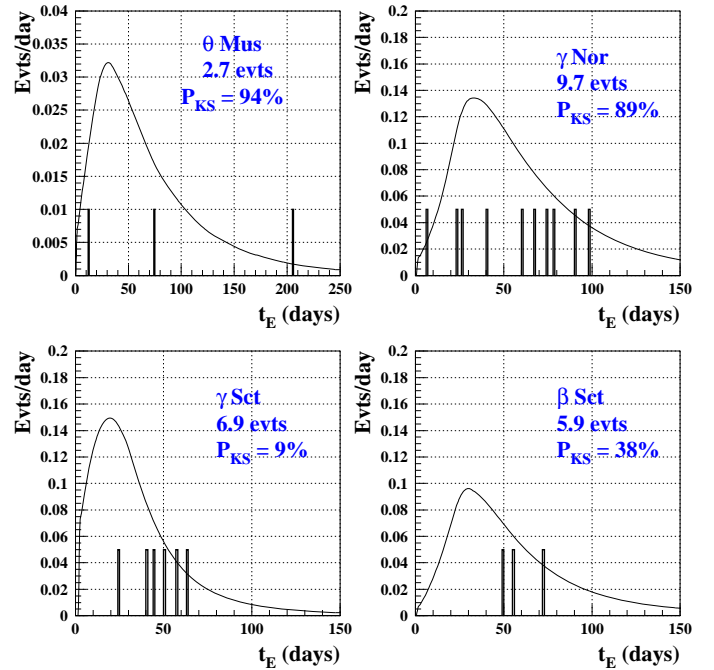 Evts/day
0.04
0.035
0.03
0.025
0.02
0.015
0.01
0.005
0
θ Mus
2.7 evts
P_KS = 94%
0 50 100 150 200 250
t_E (days)
Evts/day
0.2
0.18
0.16
0.14
0.12
0.1
0.08
0.06
0.04
0.02
0
γ Nor
9.7 evts
P_KS = 89%
0 50 100 150
t_E (days)
Evts/day
0.2
0.18
0.16
0.14
0.12
0.1
0.08
0.06
0.04
0.02
0
γ Sct
6.9 evts
P_KS = 9%
0 50 100 150
t_E (days)
Evts/day
0.2
0.18
0.16
0.14
0.12
0.1
0.08
0.06
0.04
0.02
0
β Sct
5.9 evts
P_KS = 38%
0 50 100 150
t_E (days)